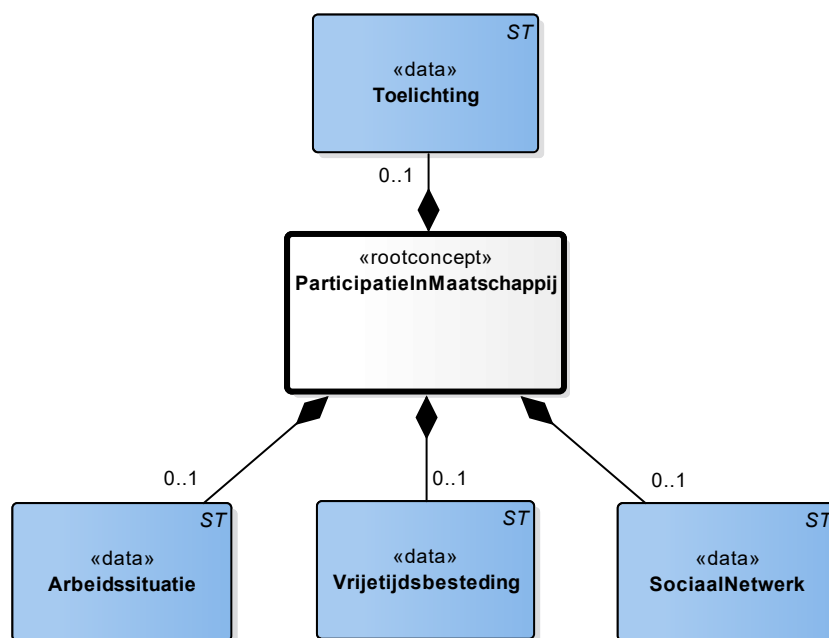 ST
«data»
Toelichting
0..1
«rootconcept»
ParticipatieInMaatschappij
0..1
0..1
0..1
ST
«data»
Arbeidssituatie
ST
«data»
Vrijetijdsbesteding
ST
«data»
SociaalNetwerk